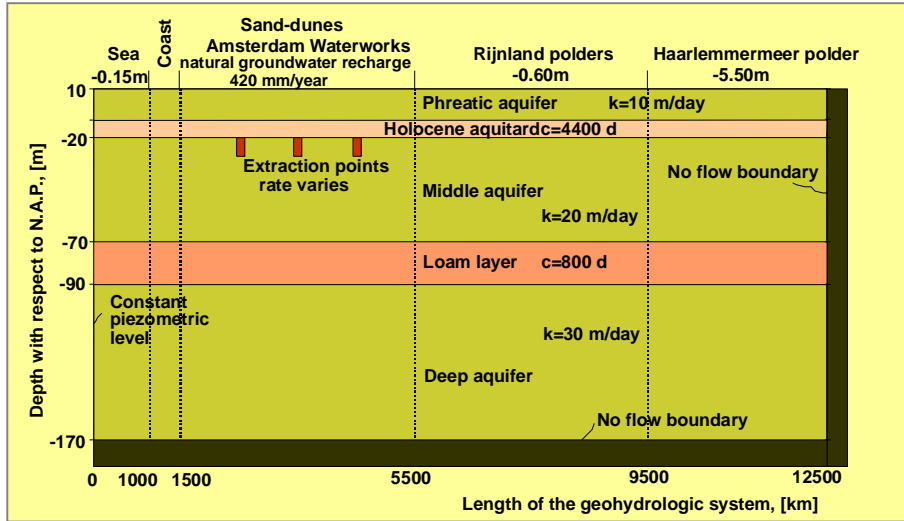 Sea
-0.15m
Coast
Sand-dunes
Amsterdam Waterworks
natural groundwater recharge
420 mm/year
Rijnland polders
-0.60m
Haarlemmermeer polder
-5.50m
Depth with respect to N.A.P., [m]
10
-20
-70
-90
-170
Phreatic aquifer k=10 m/day
Holocene aquitardc=4400 d
Extraction points
rate varies
Middle aquifer
No flow boundary
k=20 m/day
Loam layer c=800 d
Constant
piezometric
level
k=30 m/day
Deep aquifer
No flow boundary
0 1000 1500 5500 9500 12500
Length of the geohydrologic system, [km]